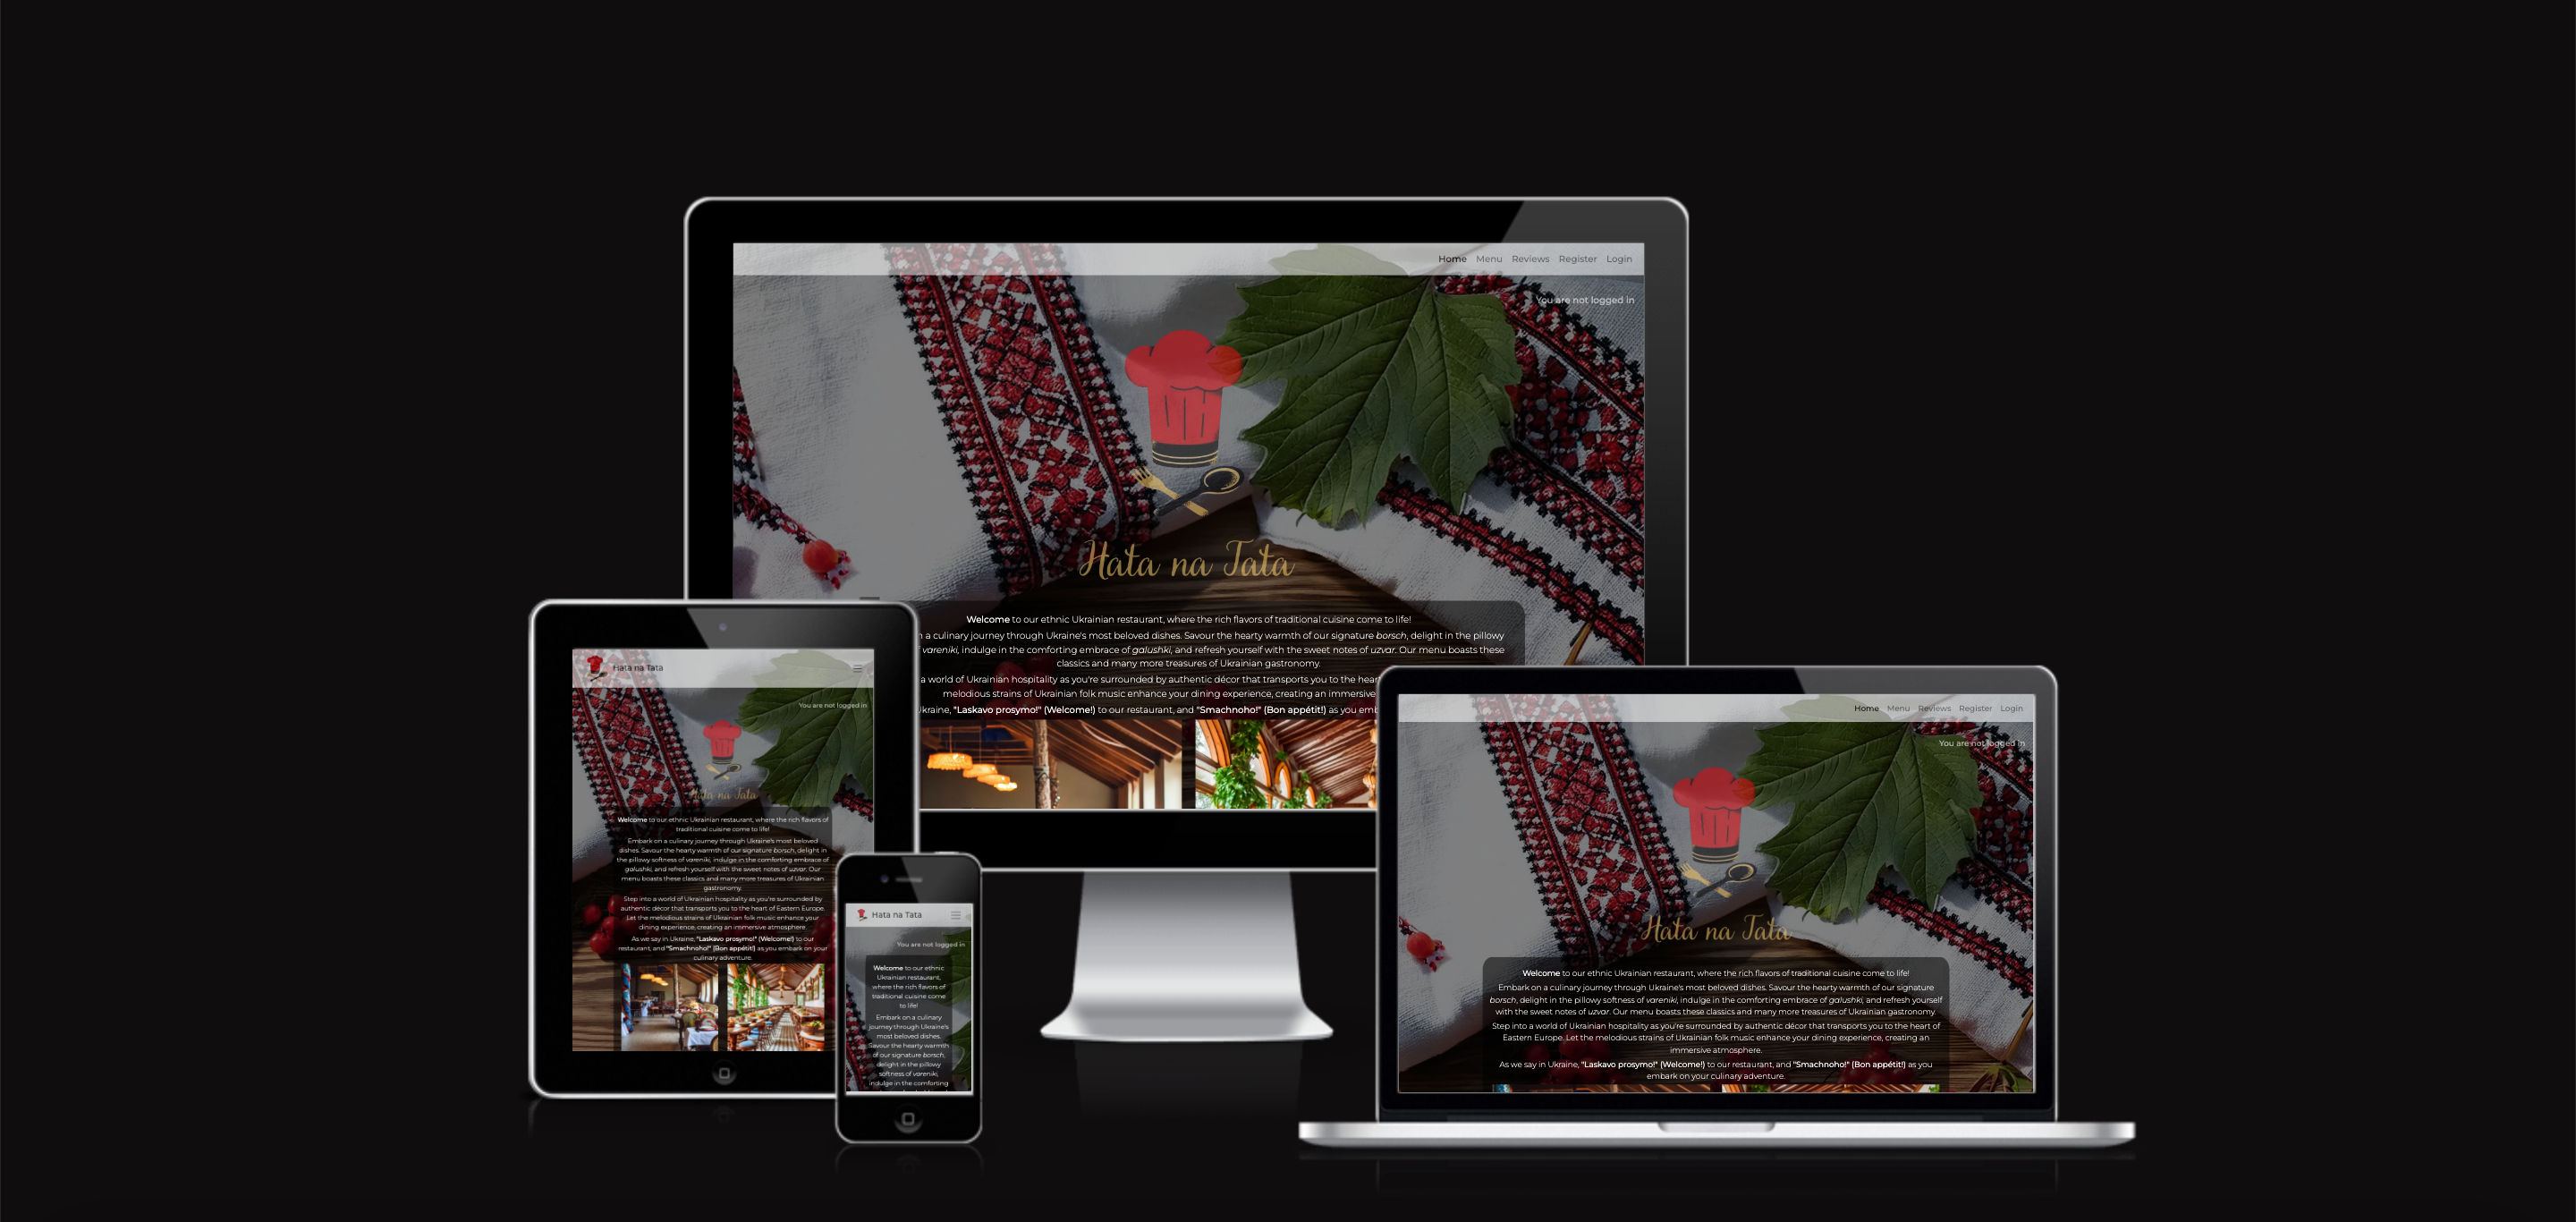 Home Menu Reviews Register Login
You are not logged in
Hata na Tata
Welcome to our ethnic Ukrainian restaurant, where the rich flavors of traditional cuisine come to life!
a culinary journey through Ukraine's most beloved dishes. Savour the hearty warmth of our signature borsch, delight in the pillowy
vareniki, indulge in the comforting embrace of galushki, and refresh yourself with the sweet notes of uzvar. Our menu boasts these
classics and many more treasures of Ukrainian gastronomy.
a world of Ukrainian hospitality as you're surrounded by authentic décor that transports you to the heart
melodious strains of Ukrainian folk music enhance your dining experience, creating an immersive
"Laskavo prosymo!" (Welcome!) to our restaurant, and "Smachnoho!" (Bon appétit!) as you
Hata na Tata
You are not logged in
Hata na Tata
Welcome to our ethnic Ukrainian restaurant, where the rich flavors of
traditional cuisine come to life!
Embark on a culinary journey through Ukraine's most beloved
dishes. Savour the hearty warmth of our signature borsch, delight in
the pillowy softness of vareniki, indulge in the comforting embrace of
galushki, and refresh yourself with the sweet notes of uzvar. Our
menu boasts these classics and many more treasures of Ukrainian
gastronomy.
Step into a world of Ukrainian hospitality as you're surrounded by
authentic décor that transports you to the heart of Eastern Europe.
Let the melodious strains of Ukrainian folk music enhance your
dining experience, creating an immersive atmosphere.
As we say in Ukraine, "Laskavo prosymo!" (Welcome!) to our
restaurant, and "Smachnoho!" (Bon appétit!) as you embark on your
culinary adventure.
Hata na Tata
You are not logged in
Welcome to our ethnic
Ukrainian restaurant,
where the rich flavors of
traditional cuisine come
to life!
Embark on a culinary
journey through Ukraine's
most beloved dishes.
Savour the hearty warmth
of our signature borsch,
delight in the pillowy
softness of vareniki,
indulge in the comforting
Home Menu Reviews Register Login
You are not logged in
Hata na Tata
Welcome to our ethnic Ukrainian restaurant, where the rich flavors of traditional cuisine come to life!
Embark on a culinary journey through Ukraine's most beloved dishes. Savour the hearty warmth of our signature
borsch, delight in the pillowy softness of vareniki, indulge in the comforting embrace of galushki, and refresh yourself
with the sweet notes of uzvar. Our menu boasts these classics and many more treasures of Ukrainian gastronomy.
Step into a world of Ukrainian hospitality as you're surrounded by authentic décor that transports you to the heart of
Eastern Europe. Let the melodious strains of Ukrainian folk music enhance your dining experience, creating an
immersive atmosphere.
As we say in Ukraine, "Laskavo prosymo!" (Welcome!) to our restaurant, and "Smachnoho!" (Bon appétit!) as you
embark on your culinary adventure.